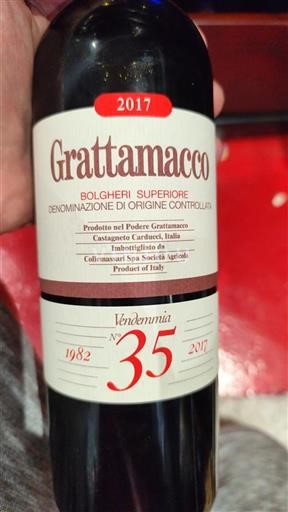 2017
Grattamacco
BOLGHERI SUPERIORE
DENOMINAZIONE DI ORIGINE CONTROLLATA
Prodotto nel Podere Grattamacco
Castagneto Carducci, Italia
Imbottigliato da
Collemassari Spa Società Agricola
Product of Italy
Vendemmia
1982 N° 35 2017